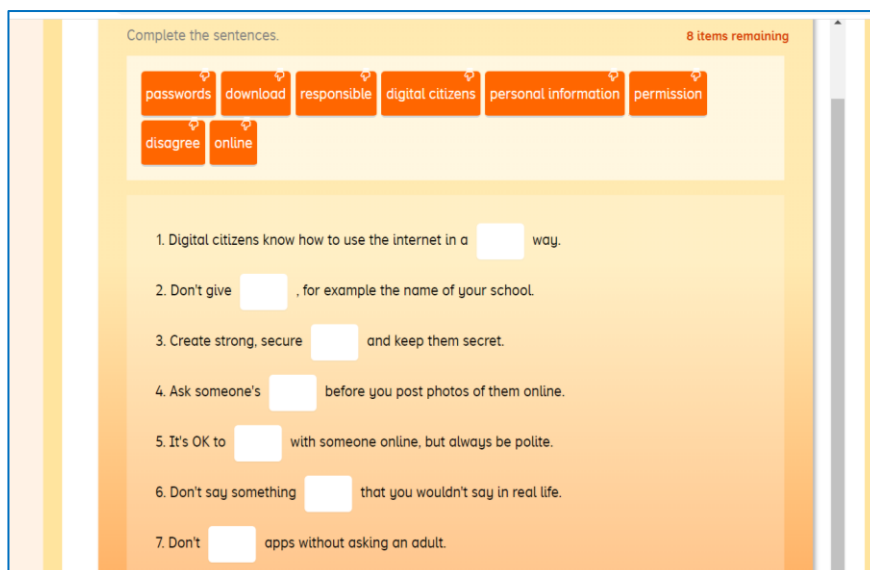 Complete the sentences. 8 items remaining
passwords download responsible digital citizens personal information permission
disagree online
1. Digital citizens know how to use the internet in a way.
2. Don't give , for example the name of your school.
3. Create strong, secure and keep them secret.
4. Ask someone's before you post photos of them online.
5. It's OK to with someone online, but always be polite.
6. Don't say something that you wouldn't say in real life.
7. Don't apps without asking an adult.